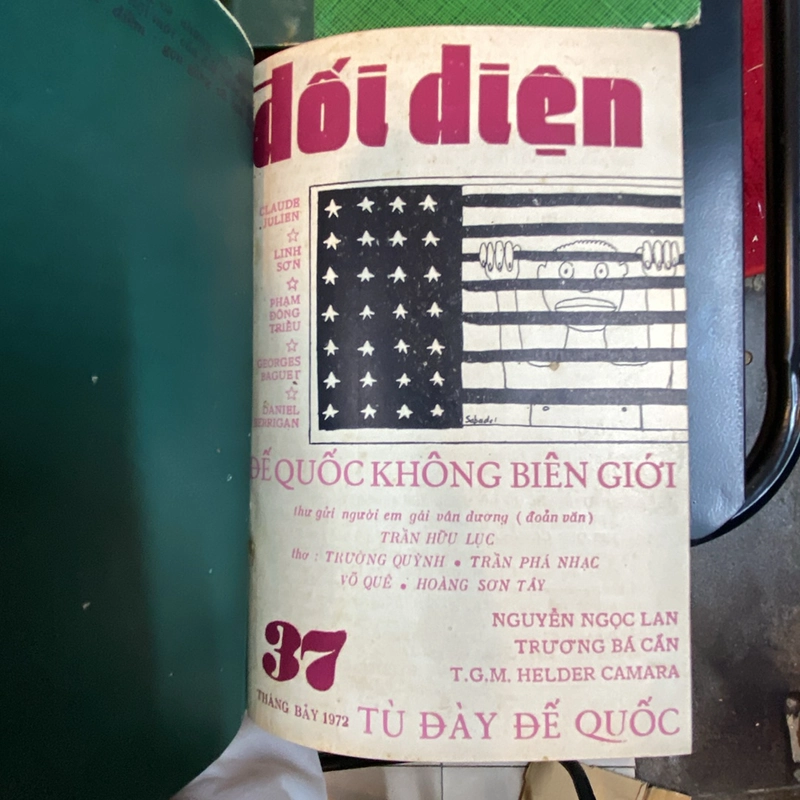 đối diện
CLAUDE
JULIEN
LINH
SƠN
PHẠM
ĐÔNG
TRIỀU
GEORGES
BAGUET
DANIEL
BERRIGAN
ĐẾ QUỐC KHÔNG BIÊN GIỚI
thư gửi người em gái văn dương ( đoản văn )
TRẦN HỮU LỤC
thơ : TRƯỜNG QUỲNH • TRẦN PHÁ NHẠC
VÕ QUÊ • HOÀNG SƠN TÂY
NGUYỄN NGỌC LAN
TRƯƠNG BÁ CẦN
T.G.M. HELDER CAMARA
37
THÁNG BẢY 1972
TÙ ĐÀY ĐẾ QUỐC